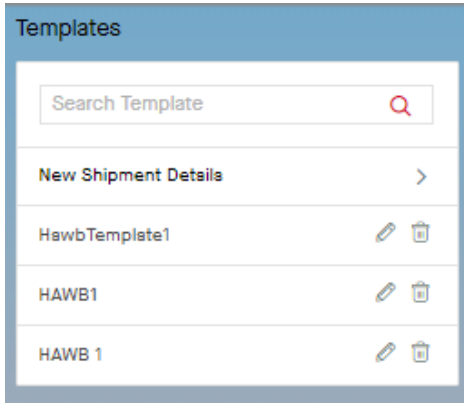 Templates
Search Template
New Shipment Details
HawbTemplate1
HAWB1
HAWB 1